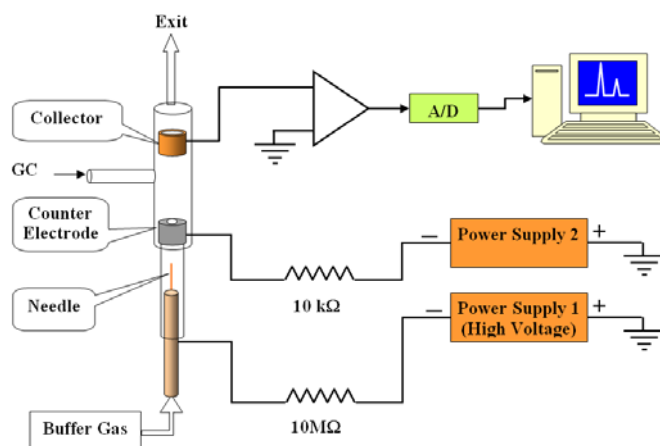 Exit
Collector
A/D
GC
Counter
Electrode
− Power Supply 2 +
10 kΩ
Needle
− Power Supply 1 +
(High Voltage)
10MΩ
Buffer Gas